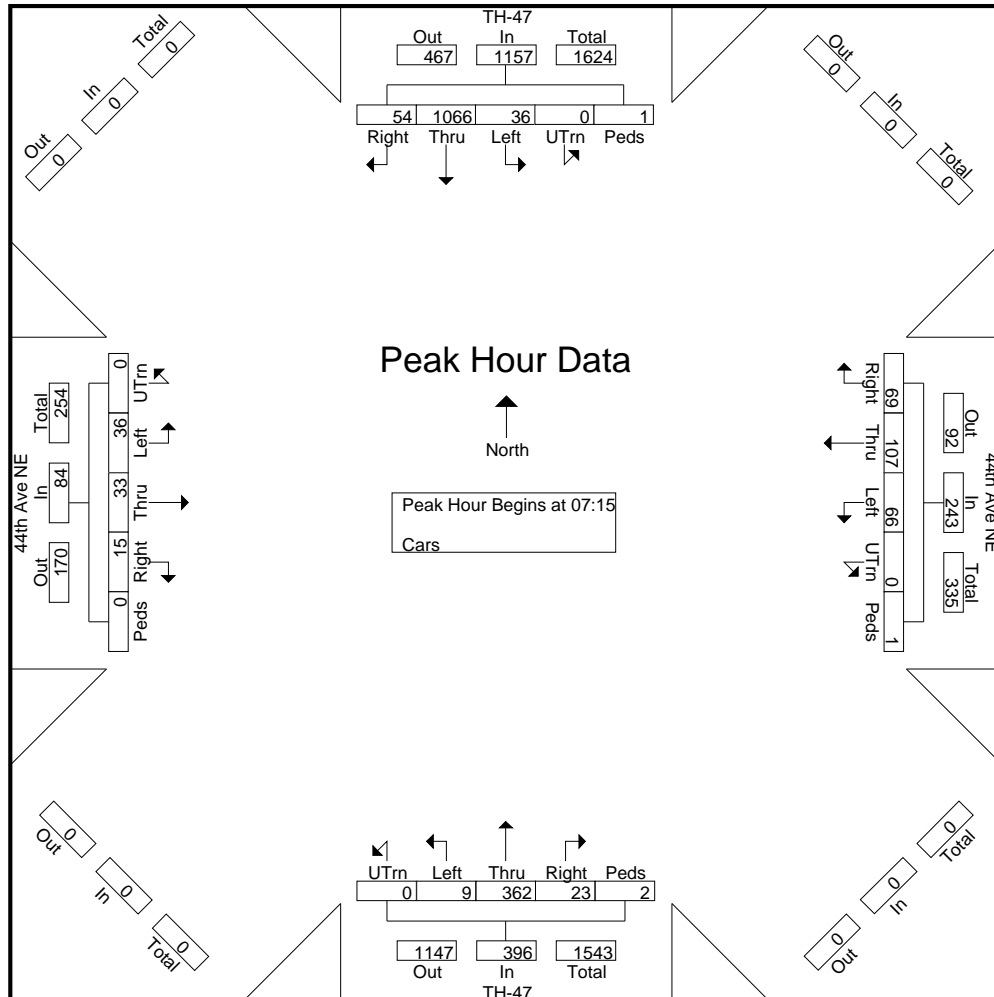 TH-47
Out In Total
467 1157 1624
54 1066 36 0 1
Right Thru Left UTrn Peds
Total
0
In
0
Out
0
Out
0
In
0
Total
0
44th Ave NE
Total
254
In
84
Out
170
0
UTrn
36
Left
33
Thru
15
Right
0
Peds
Peak Hour Data
North
Peak Hour Begins at 07:15
Cars
Right
69
Thru
107
Left
66
UTrn
0
Peds
1
Out
92
In
243
Total
335
44th Ave NE
Out
0
In
0
Total
0
UTrn Left Thru Right Peds
0 9 362 23 2
1147 396 1543
Out In Total
TH-47
Total
0
In
0
Out
0